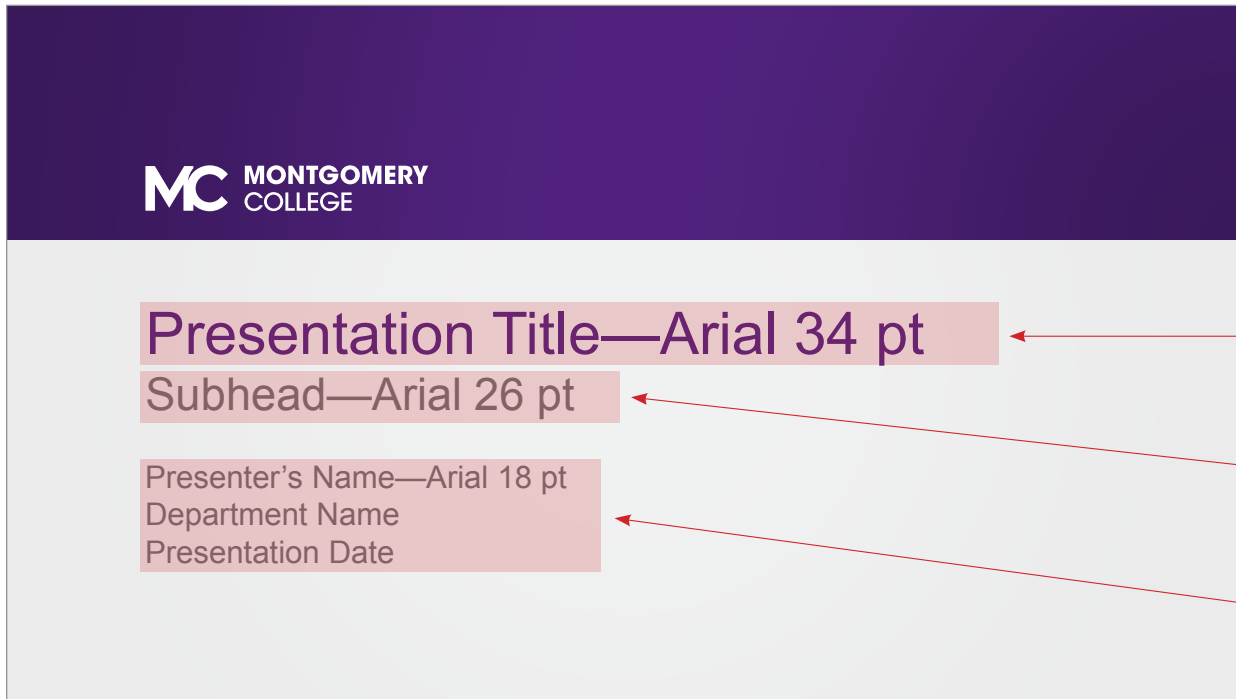 MC MONTGOMERY
COLLEGE
Presentation Title—Arial 34 pt
Subhead—Arial 26 pt
Presenter’s Name—Arial 18 pt
Department Name
Presentation Date